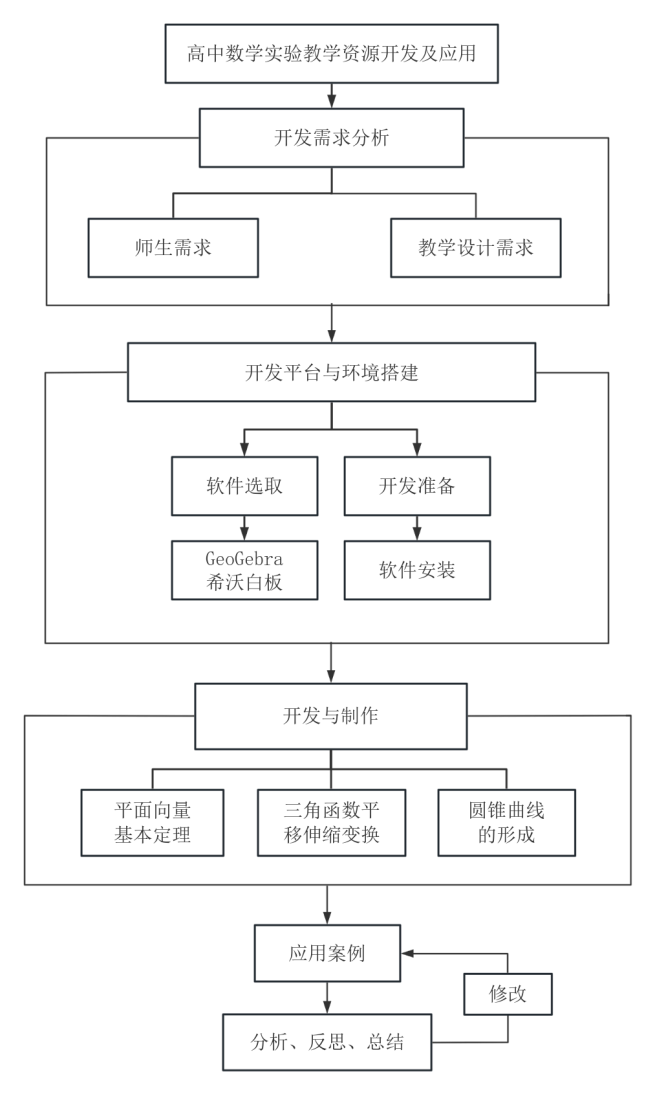 高中数学实验教学资源开发及应用
开发需求分析
师生需求
教学设计需求
开发平台与环境搭建
软件选取
开发准备
GeoGebra
希沃白板
软件安装
开发与制作
平面向量
基本定理
三角函数平
移伸缩变换
圆锥曲线
的形成
应用案例
修改
分析、反思、总结